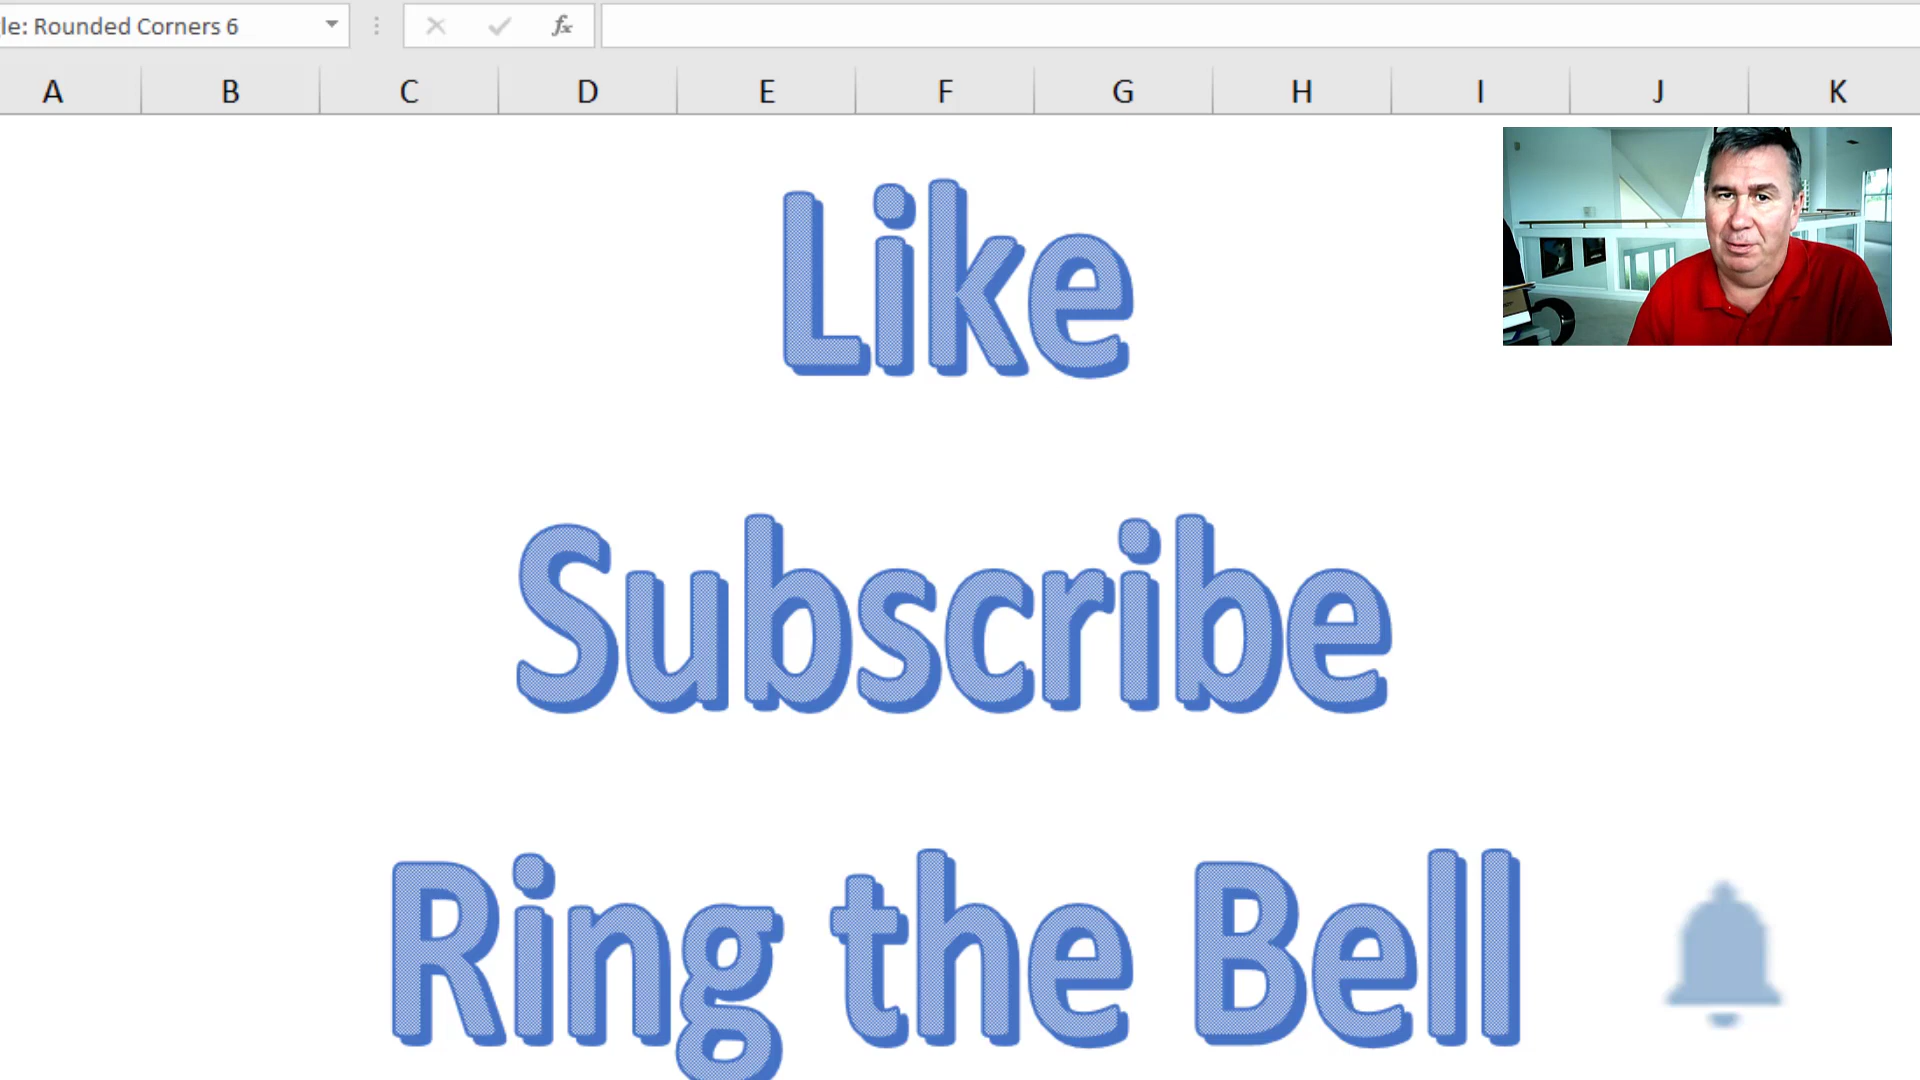 le: Rounded Corners 6 fx
A B C D E F G H I J K
Like
Subscribe
Ring the Bell